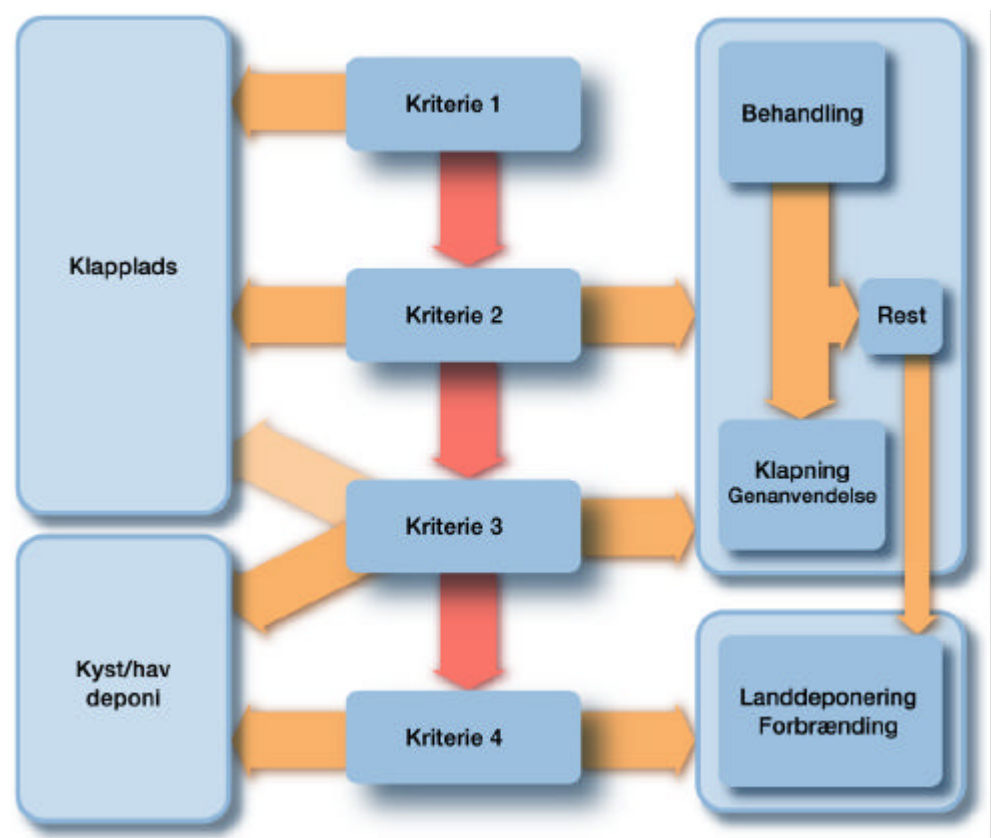 Kriterie 1
Behandling
Klapplads
Kriterie 2
Rest
Klapning
Genanvendelse
Kriterie 3
Kyst/hav
deponi
Kriterie 4
Landdeponering
Forbrænding